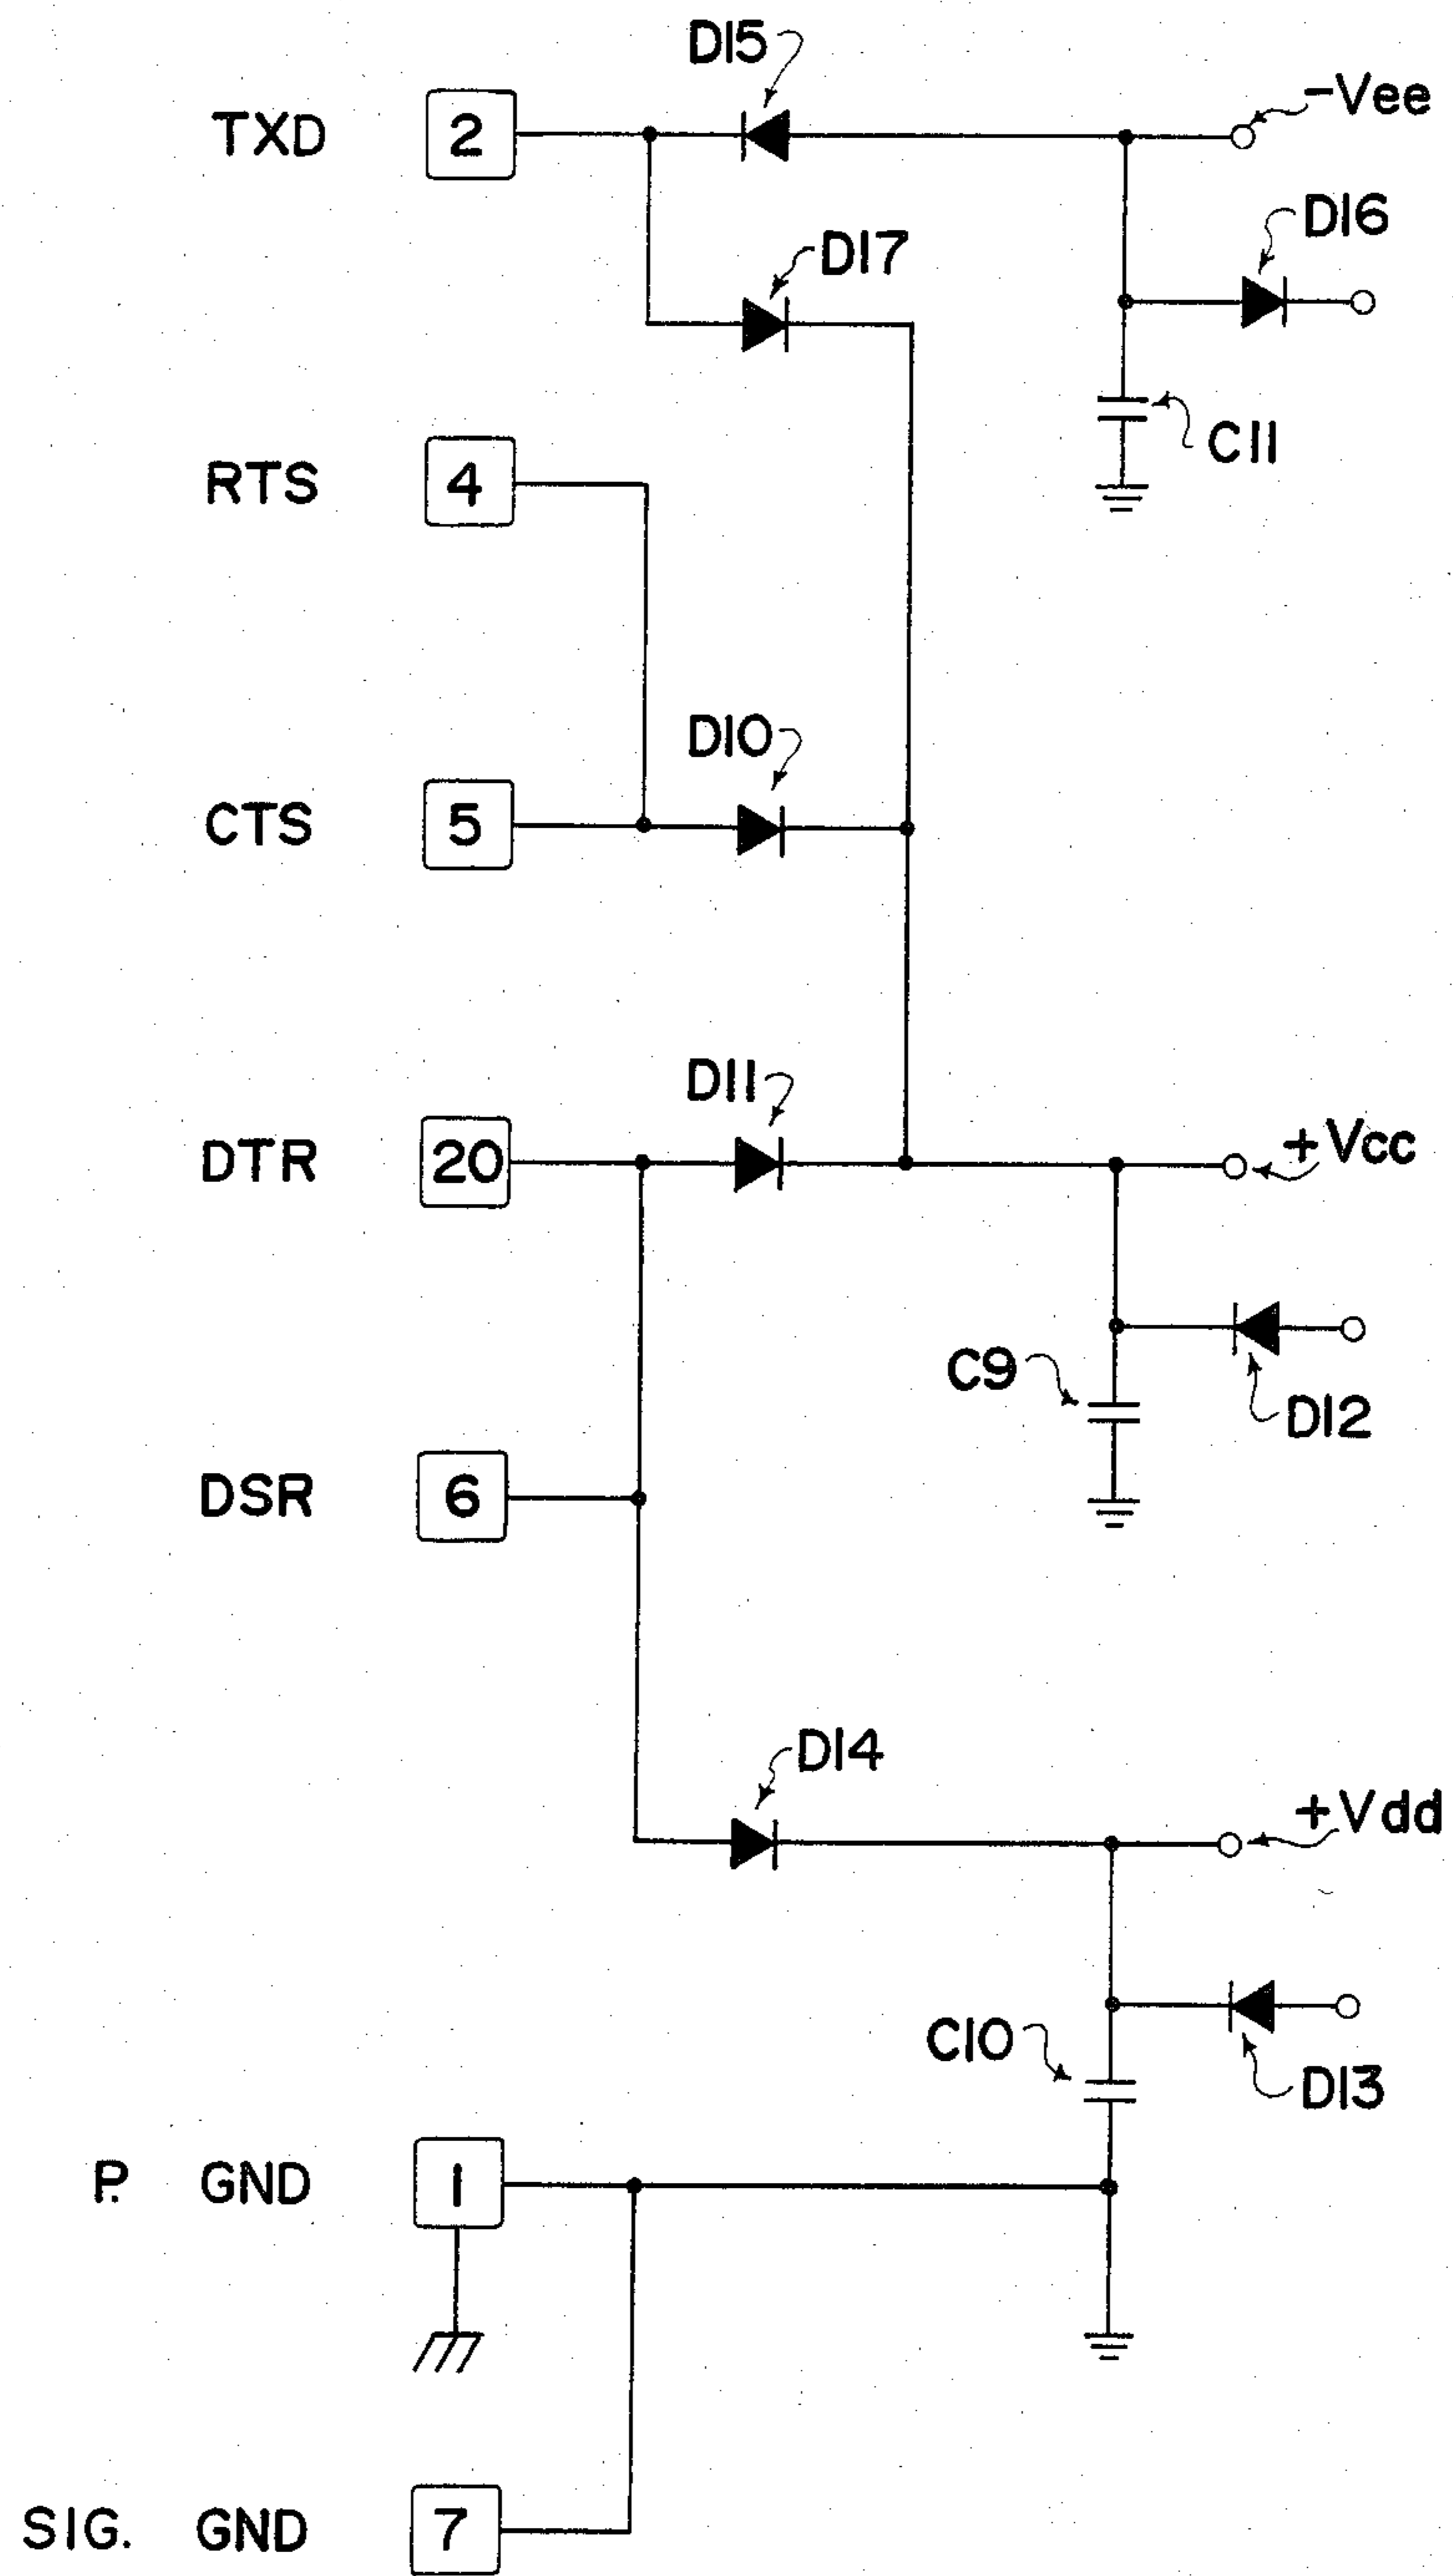 D15
-Vee
TXD 2
D16
D17
C11
RTS 4
D10
CTS 5
D11
DTR 20
+Vcc
C9
D12
DSR 6
D14
+Vdd
C10
D13
P. GND 1
SIG. GND 7